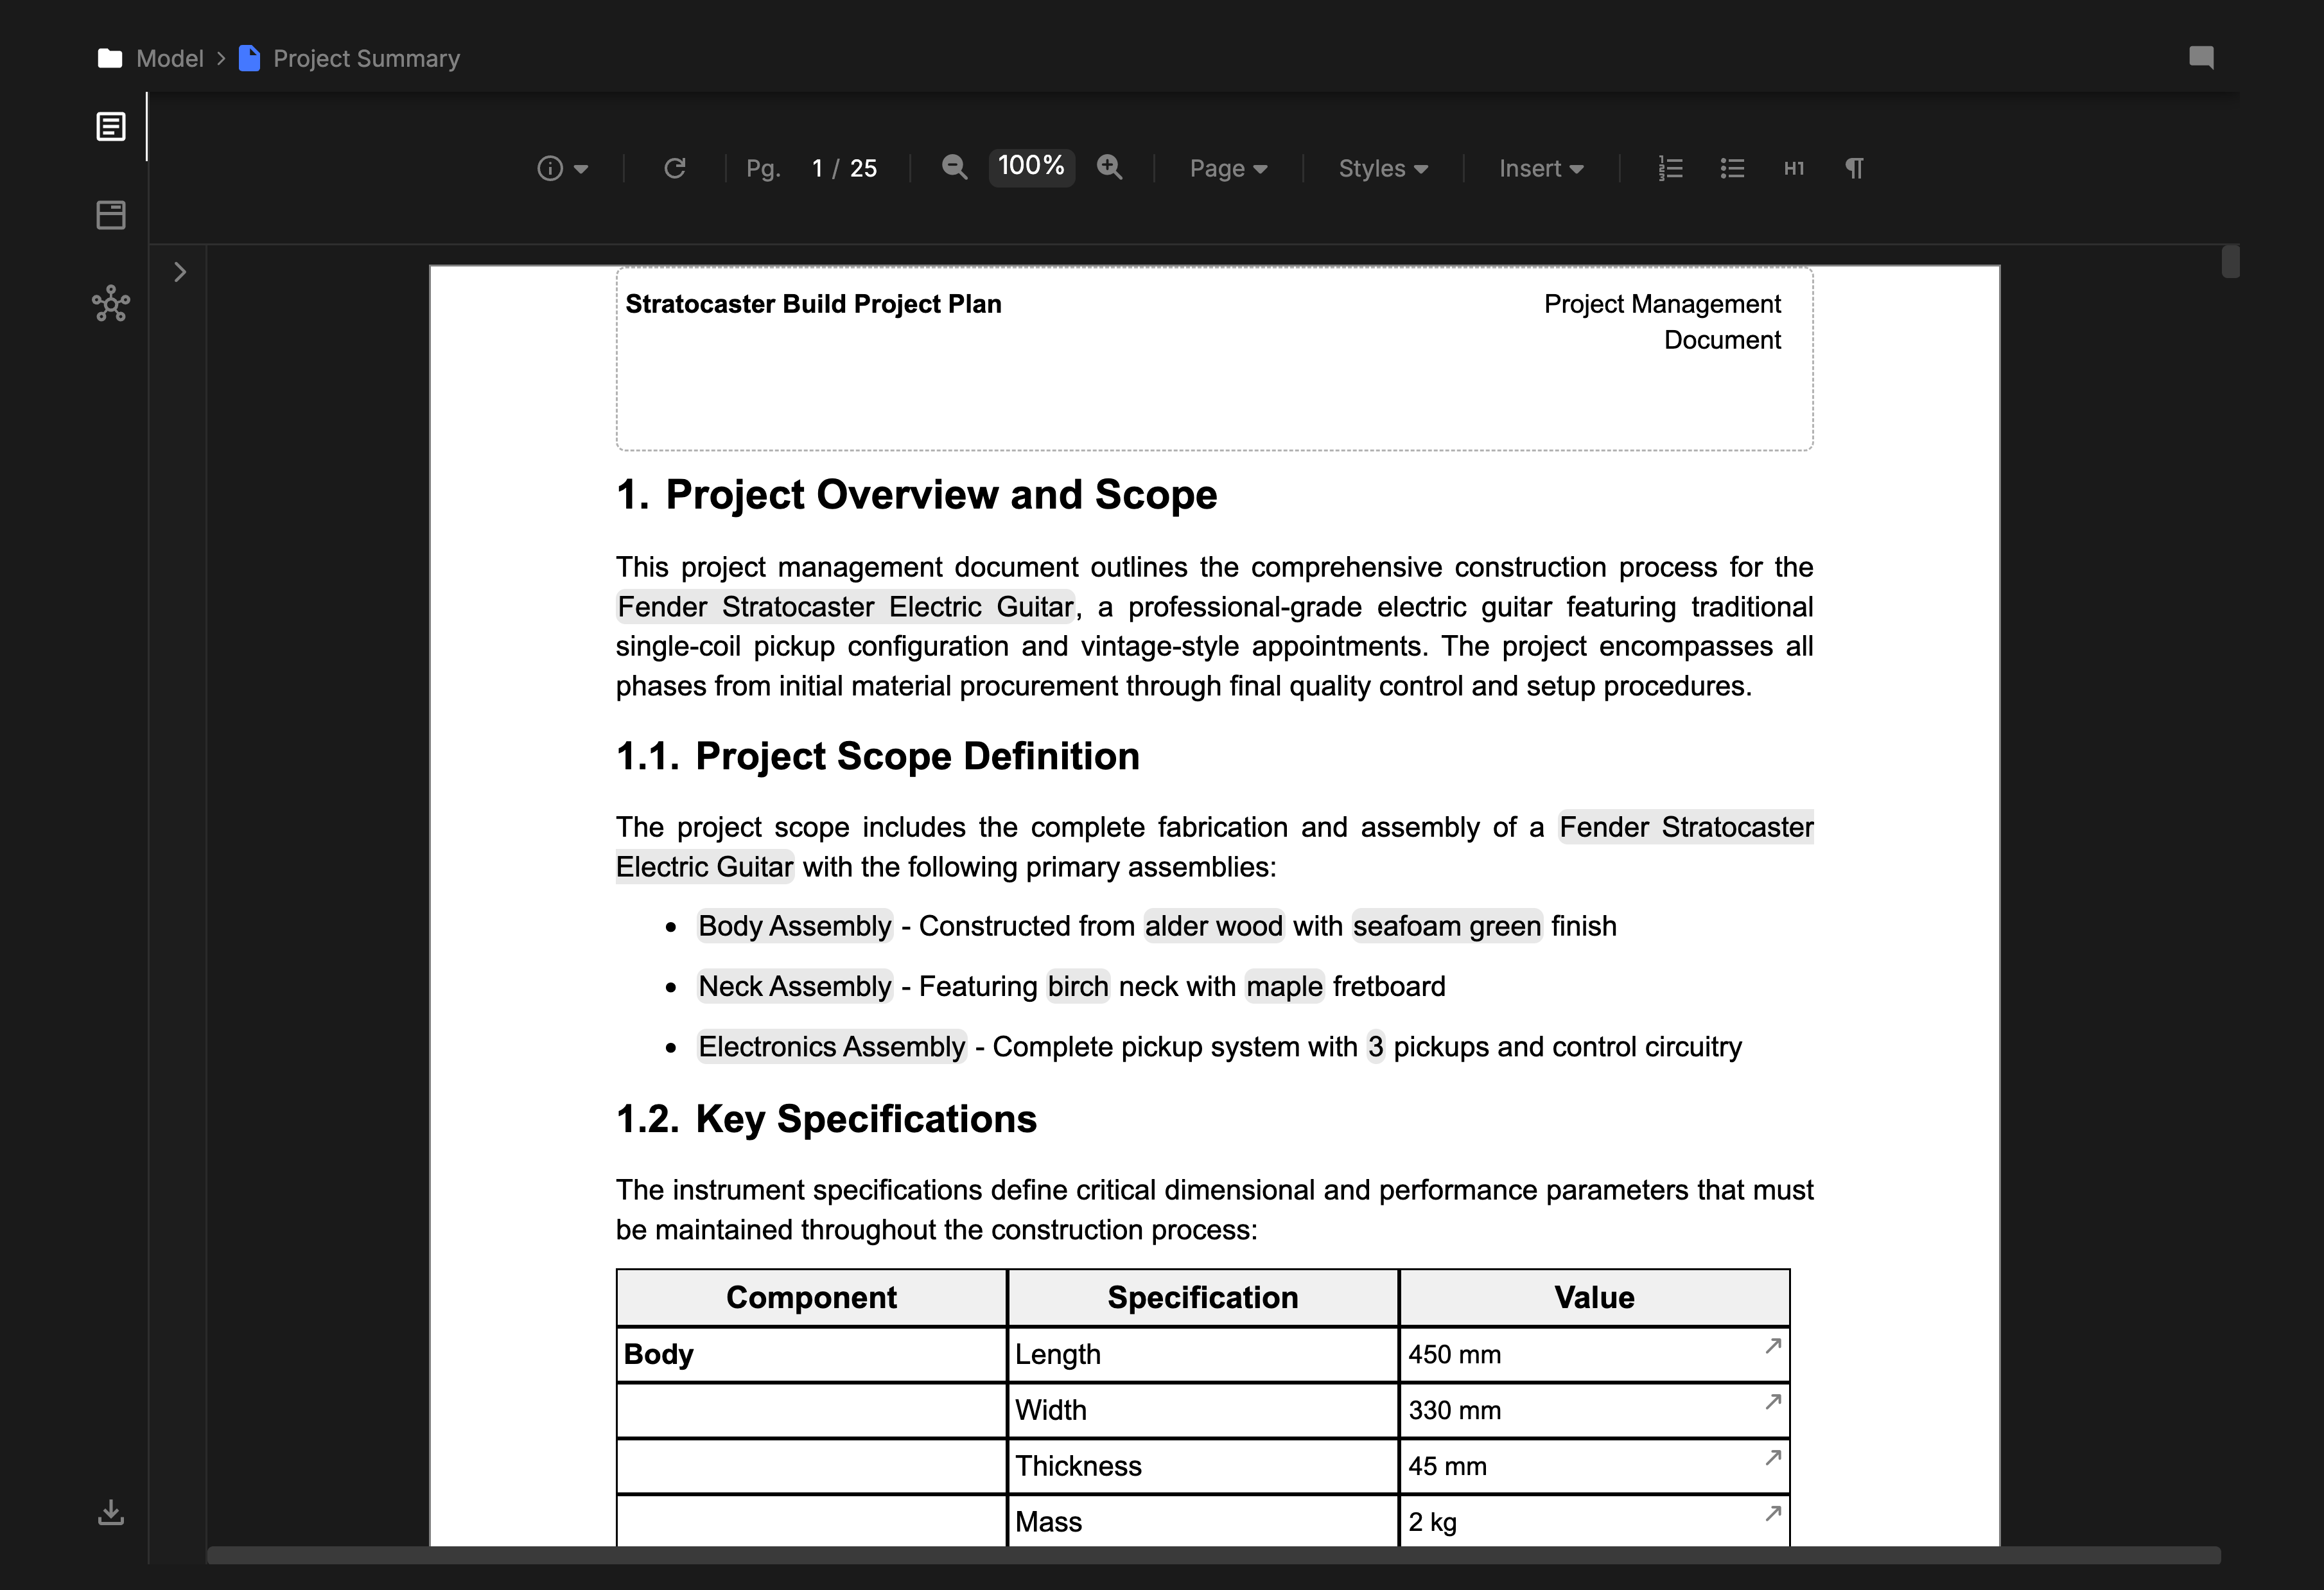 Model > Project Summary
Pg. 1 / 25 100% Page Styles Insert H1 ¶
Stratocaster Build Project Plan
Project Management
Document
1. Project Overview and Scope
This project management document outlines the comprehensive construction process for the
Fender Stratocaster Electric Guitar, a professional-grade electric guitar featuring traditional
single-coil pickup configuration and vintage-style appointments. The project encompasses all
phases from initial material procurement through final quality control and setup procedures.
1.1. Project Scope Definition
The project scope includes the complete fabrication and assembly of a Fender Stratocaster
Electric Guitar with the following primary assemblies:
• Body Assembly - Constructed from alder wood with seafoam green finish
• Neck Assembly - Featuring birch neck with maple fretboard
• Electronics Assembly - Complete pickup system with 3 pickups and control circuitry
1.2. Key Specifications
The instrument specifications define critical dimensional and performance parameters that must
be maintained throughout the construction process:
Component Specification Value
Body Length 450 mm
Width 330 mm
Thickness 45 mm
Mass 2 kg